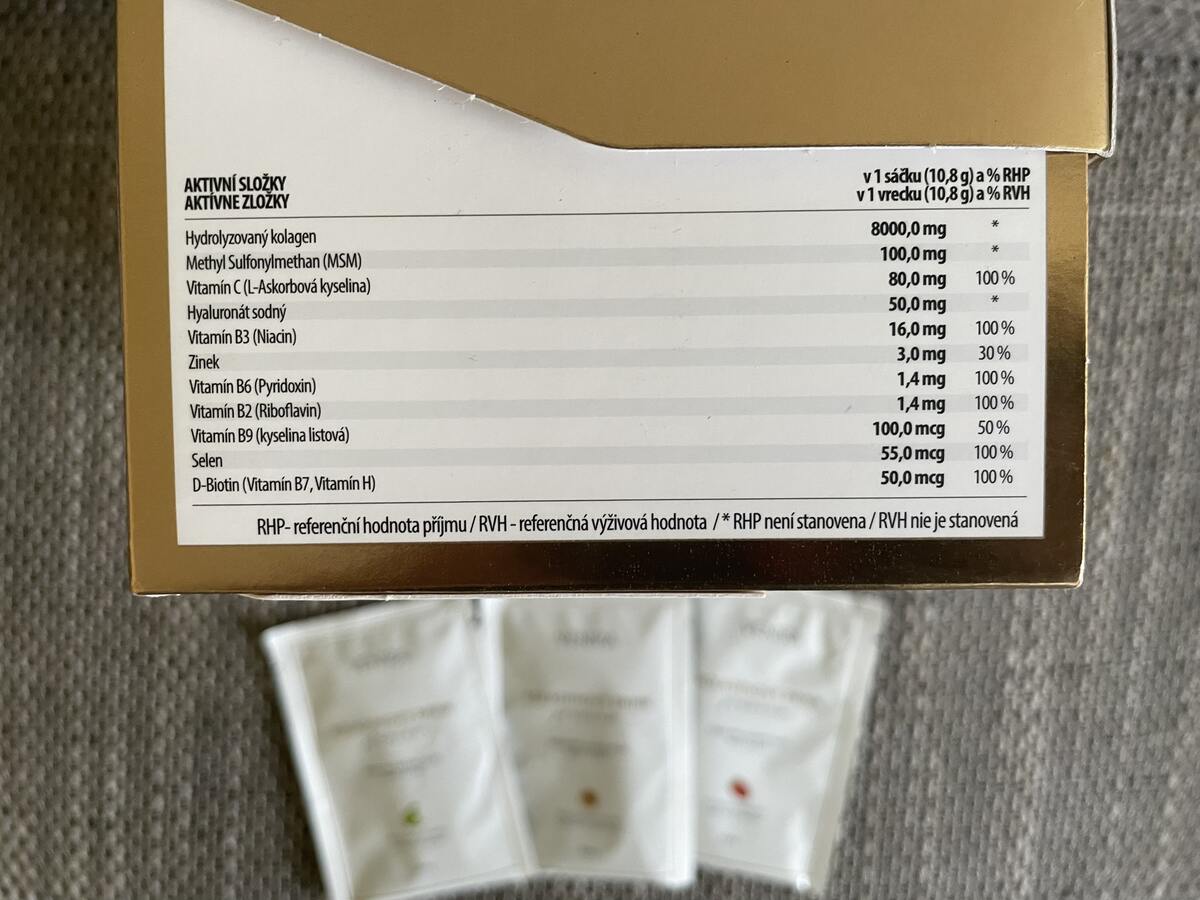 AKTIVNÍ SLOŽKY v 1 sáčku (10,8 g) a % RHP
AKTÍVNE ZLOŽKY v 1 vrecku (10,8 g) a % RVH
Hydrolyzovaný kolagen 8000,0 mg *
Methyl Sulfonylmethan (MSM) 100,0 mg *
Vitamín C (L-Askorbová kyselina) 80,0 mg 100 %
Hyaluronát sodný 50,0 mg *
Vitamín B3 (Niacin) 16,0 mg 100 %
Zinek 3,0 mg 30 %
Vitamín B6 (Pyridoxin) 1,4 mg 100 %
Vitamín B2 (Riboflavin) 1,4 mg 100 %
Vitamín B9 (kyselina listová) 100,0 mcg 50 %
Selen 55,0 mcg 100 %
D-Biotin (Vitamín B7, Vitamín H) 50,0 mcg 100 %
RHP- referenční hodnota příjmu / RVH - referenčná výživová hodnota / * RHP není stanovena / RVH nie je stanovená